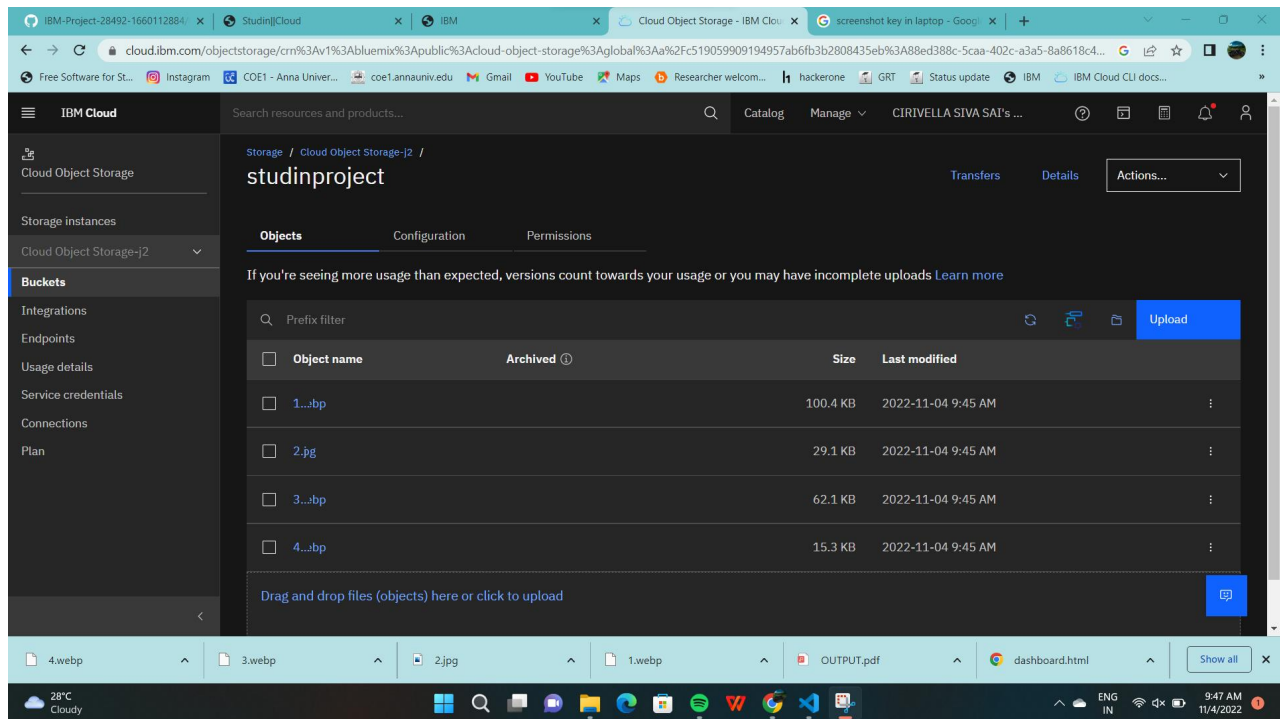 IBM-Project-28492-1660112884/
Studin||Cloud
IBM
Cloud Object Storage - IBM Clou
screenshot key in laptop - Googl
cloud.ibm.com/objectstorage/crn%3Av1%3Abluemix%3Apublic%3Acloud-object-storage%3Aglobal%3Aa%2Fc519059909194957ab6fb3b2808435eb%3A88ed388c-5caa-402c-a3a5-8a8618c4...
Free Software for St...
Instagram
COE1 - Anna Univer...
coe1.annauniv.edu
Gmail
YouTube
Maps
Researcher welcom...
hackerone
GRT
Status update
IBM
IBM Cloud CLI docs...
»
IBM Cloud
Search resources and products...
Catalog
Manage
CIRIVELLA SIVA SAI's ...
Cloud Object Storage
Storage instances
Cloud Object Storage-j2
Buckets
Integrations
Endpoints
Usage details
Service credentials
Connections
Plan
Storage / Cloud Object Storage-j2 /
studinproject
Transfers
Details
Actions...
Objects
Configuration
Permissions
If you're seeing more usage than expected, versions count towards your usage or you may have incomplete uploads Learn more
Prefix filter
Upload
Object name Archived Size Last modified
1...bp 100.4 KB 2022-11-04 9:45 AM
2.jpg 29.1 KB 2022-11-04 9:45 AM
3...bp 62.1 KB 2022-11-04 9:45 AM
4...bp 15.3 KB 2022-11-04 9:45 AM
Drag and drop files (objects) here or click to upload
4.webp
3.webp
2.jpg
1.webp
OUTPUT.pdf
dashboard.html
Show all
28°C
Cloudy
ENG
IN
9:47 AM
11/4/2022
1